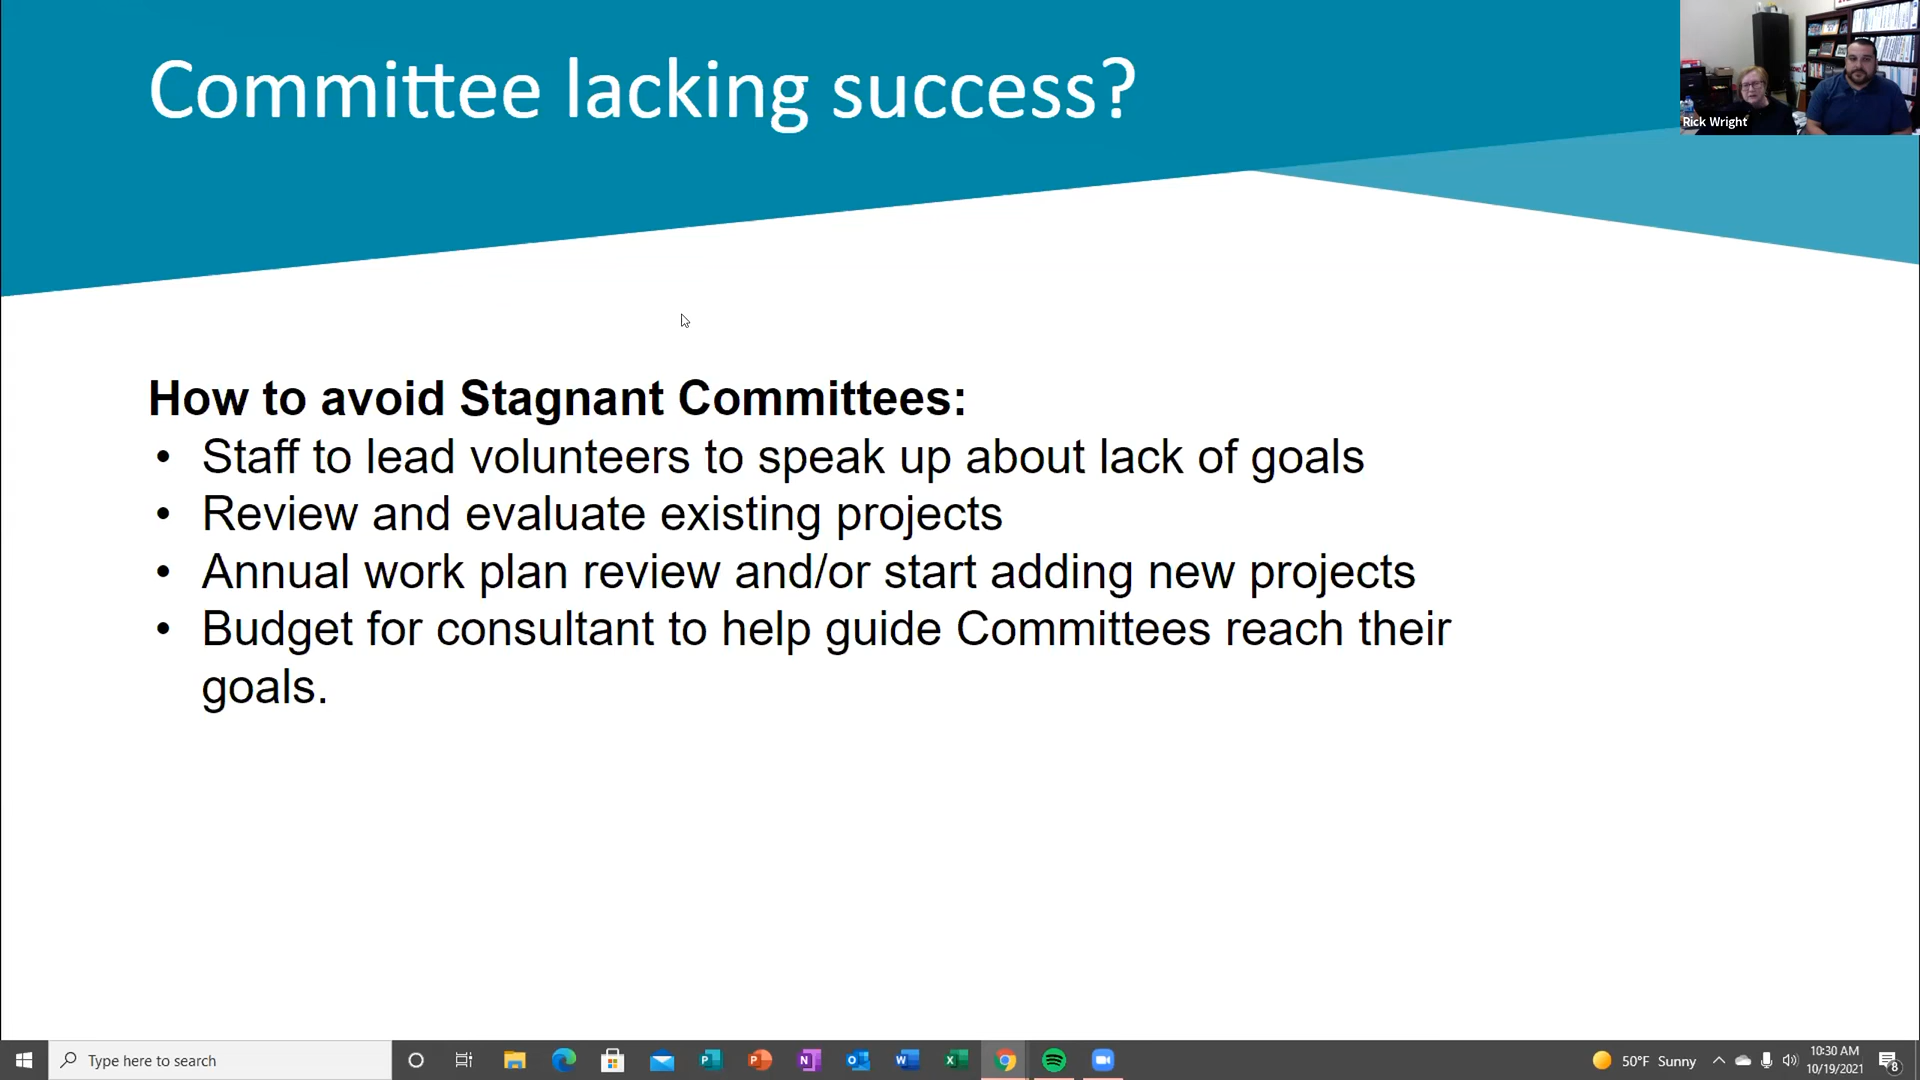 Committee lacking success?
Rick Wright
How to avoid Stagnant Committees:
• Staff to lead volunteers to speak up about lack of goals
• Review and evaluate existing projects
• Annual work plan review and/or start adding new projects
• Budget for consultant to help guide Committees reach their
goals.
Type here to search
50°F Sunny
10:30 AM
10/19/2021
8